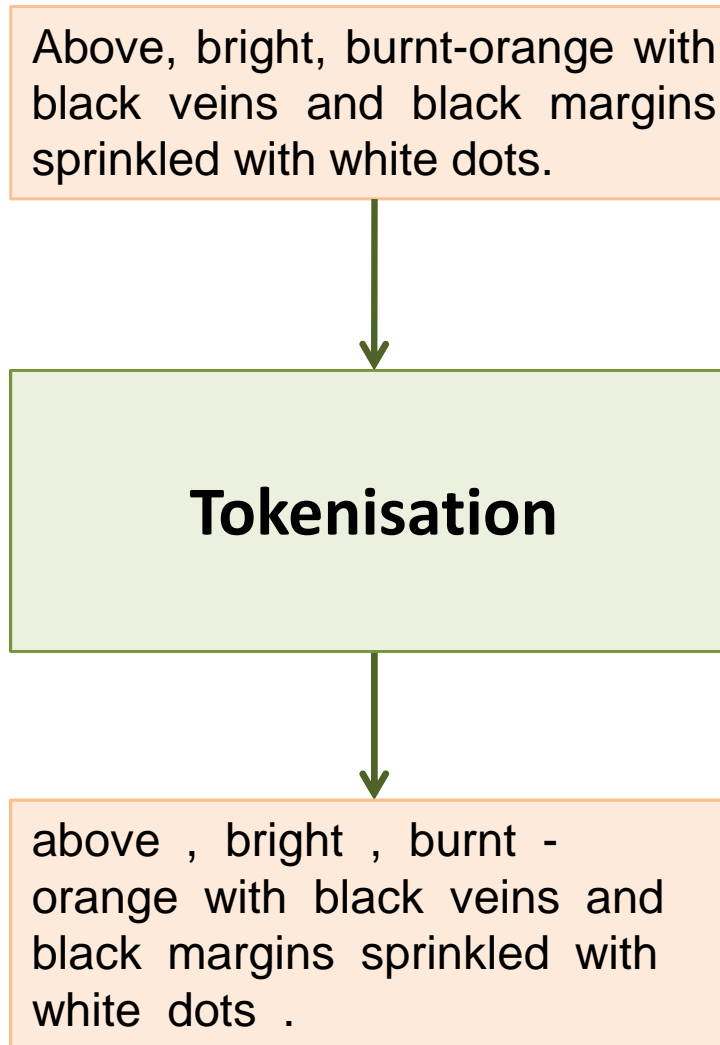 Above, bright, burnt-orange with
black veins and black margins
sprinkled with white dots.
Tokenisation
above , bright , burnt -
orange with black veins and
black margins sprinkled with
white dots .